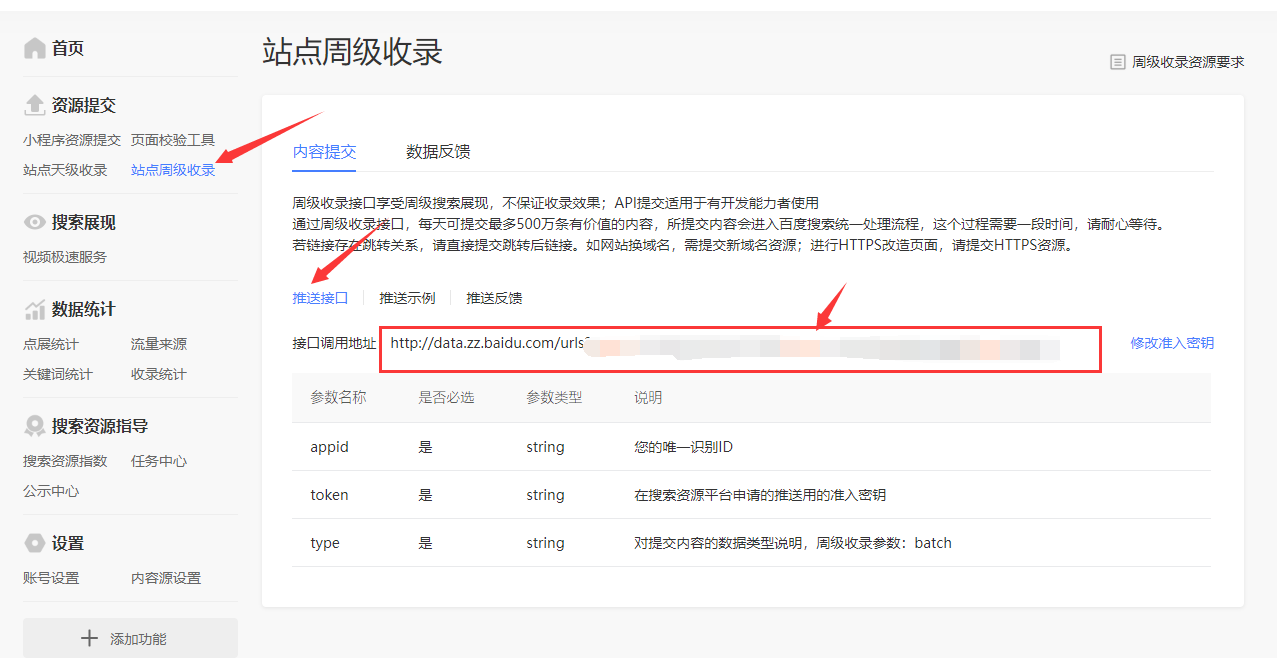 首页
资源提交
小程序资源提交 页面校验工具
站点天级收录 站点周级收录
搜索展现
视频极速服务
数据统计
点展统计 流量来源
关键词统计 收录统计
搜索资源指导
搜索资源指数 任务中心
公示中心
设置
账号设置 内容源设置
添加功能
站点周级收录
周级收录资源要求
内容提交 数据反馈
周级收录接口享受周级搜索展现，不保证收录效果；API提交适用于有开发能力者使用
通过周级收录接口，每天可提交最多500万条有价值的内容，所提交内容会进入百度搜索统一处理流程，这个过程需要一段时间，请耐心等待。
若链接存在跳转关系，请直接提交跳转后链接。如网站换域名，需提交新域名资源；进行HTTPS改造页面，请提交HTTPS资源。
推送接口 推送示例 推送反馈
接口调用地址 http://data.zz.baidu.com/urls? 修改准入密钥
参数名称 是否必选 参数类型 说明
appid 是 string 您的唯一识别ID
token 是 string 在搜索资源平台申请的推送用的准入密钥
type 是 string 对提交内容的数据类型说明，周级收录参数：batch